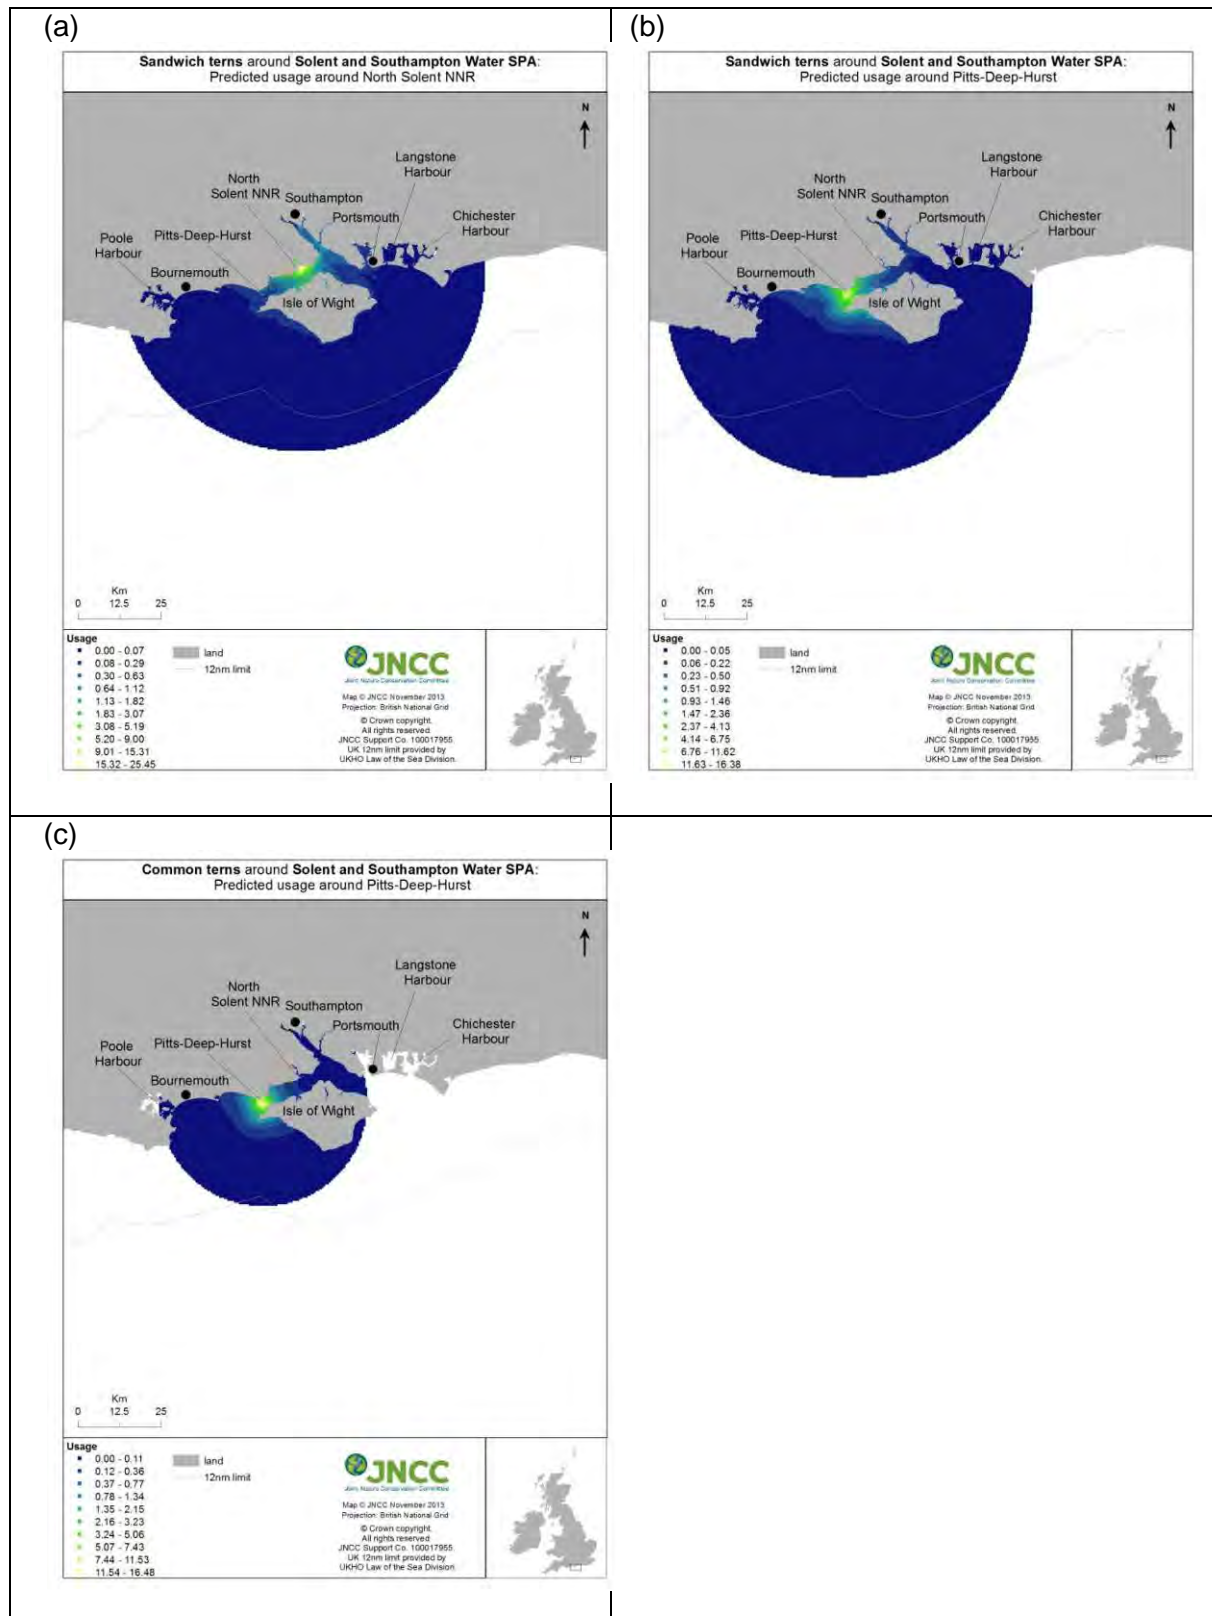 (a)
Sandwich terns around Solent and Southampton Water SPA:
Predicted usage around North Solent NNR
N
Langstone
Harbour
North
Solent NNR
Southampton
Portsmouth
Chichester
Harbour
Poole
Harbour
Pitts-Deep-Hurst
Bournemouth
Isle of Wight
Km
0 12.5 25
Usage
0.00 - 0.07
0.08 - 0.29
0.30 - 0.63
0.64 - 1.12
1.13 - 1.82
1.83 - 3.07
3.08 - 5.19
5.20 - 9.00
9.01 - 15.31
15.32 - 25.45
land
12nm limit
JNCC
Joint Nature Conservation Committee
Map © JNCC November 2013
Projection: British National Grid
© Crown copyright.
All rights reserved.
JNCC Support Co. 100017955
UK 12nm limit provided by
UKHO Law of the Sea Division.
(b)
Sandwich terns around Solent and Southampton Water SPA:
Predicted usage around Pitts-Deep-Hurst
N
Langstone
Harbour
North
Solent NNR
Southampton
Portsmouth
Chichester
Harbour
Poole
Harbour
Pitts-Deep-Hurst
Bournemouth
Isle of Wight
Km
0 12.5 25
Usage
0.00 - 0.05
0.06 - 0.22
0.23 - 0.50
0.51 - 0.92
0.93 - 1.46
1.47 - 2.36
2.37 - 4.13
4.14 - 6.75
6.76 - 11.62
11.63 - 16.38
land
12nm limit
JNCC
Joint Nature Conservation Committee
Map © JNCC November 2013
Projection: British National Grid
© Crown copyright.
All rights reserved.
JNCC Support Co. 100017955
UK 12nm limit provided by
UKHO Law of the Sea Division.
(c)
Common terns around Solent and Southampton Water SPA:
Predicted usage around Pitts-Deep-Hurst
N
Langstone
Harbour
North
Solent NNR
Southampton
Portsmouth
Chichester
Harbour
Poole
Harbour
Pitts-Deep-Hurst
Bournemouth
Isle of Wight
Km
0 12.5 25
Usage
0.00 - 0.11
0.12 - 0.36
0.37 - 0.77
0.78 - 1.34
1.35 - 2.15
2.16 - 3.23
3.24 - 5.06
5.07 - 7.43
7.44 - 11.53
11.54 - 16.48
land
12nm limit
JNCC
Joint Nature Conservation Committee
Map © JNCC November 2013
Projection: British National Grid
© Crown copyright.
All rights reserved.
JNCC Support Co. 100017955
UK 12nm limit provided by
UKHO Law of the Sea Division.